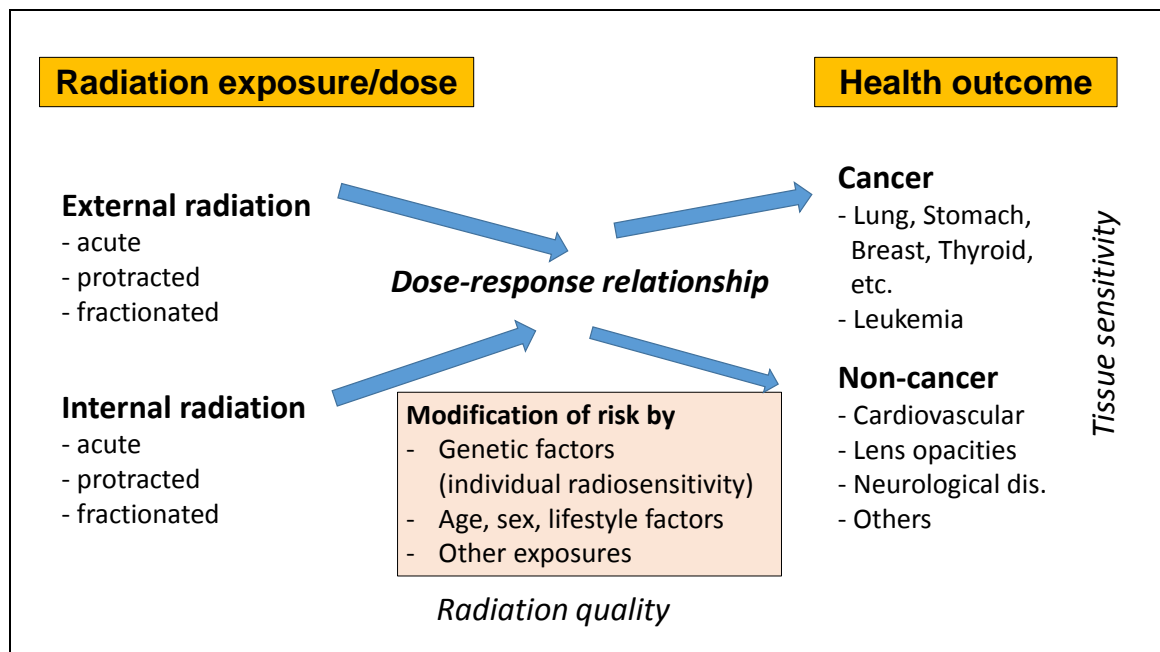 Radiation exposure/dose
Health outcome
External radiation
- acute
- protracted
- fractionated
Internal radiation
- acute
- protracted
- fractionated
Dose-response relationship
Modification of risk by
- Genetic factors
(individual radiosensitivity)
- Age, sex, lifestyle factors
- Other exposures
Radiation quality
Cancer
- Lung, Stomach,
Breast, Thyroid,
etc.
- Leukemia
Non-cancer
- Cardiovascular
- Lens opacities
- Neurological dis.
- Others
Tissue sensitivity